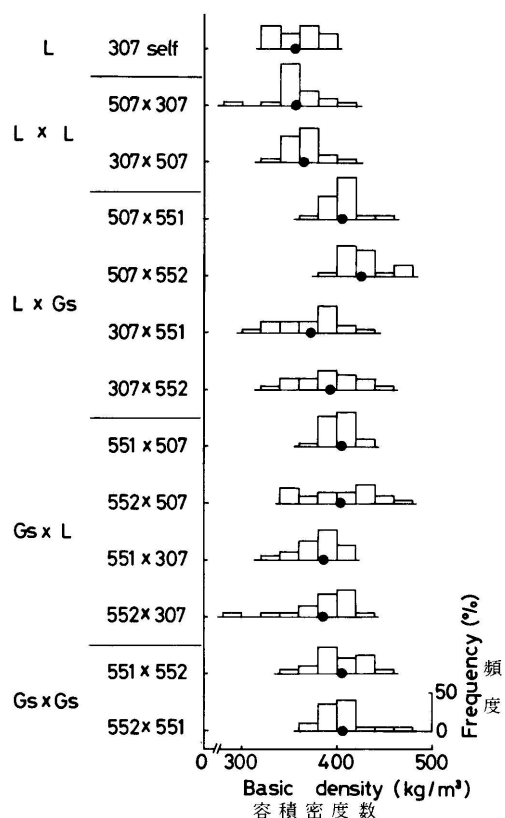 L 307 self
507 x 307
L x L
307 x 507
507 x 551
507 x 552
L x Gs
307 x 551
307 x 552
551 x 507
552 x 507
Gs x L
551 x 307
552 x 307
551 x 552
Gs x Gs
552 x 551
50
0
Frequency (%)
頻度
0 300 400 500
Basic density (kg/m³)
容積密度数